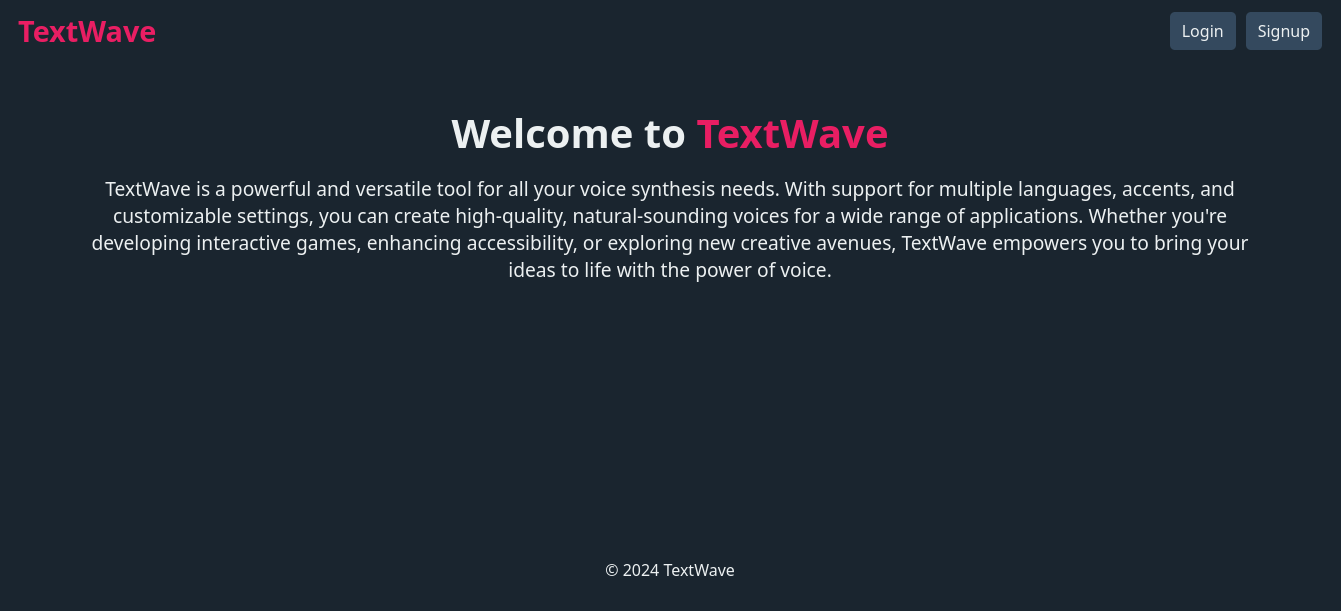 TextWave
Login
Signup
Welcome to TextWave
TextWave is a powerful and versatile tool for all your voice synthesis needs. With support for multiple languages, accents, and
customizable settings, you can create high-quality, natural-sounding voices for a wide range of applications. Whether you're
developing interactive games, enhancing accessibility, or exploring new creative avenues, TextWave empowers you to bring your
ideas to life with the power of voice.
© 2024 TextWave